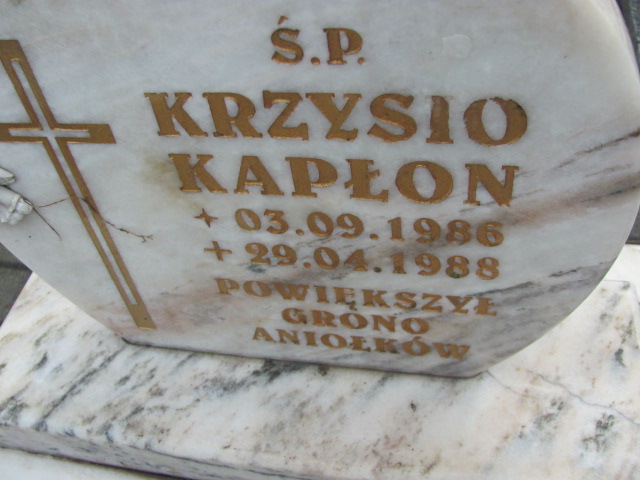 Ś.P.
KRZYSIO
KAPŁON
03.09.1986
+ 29.04.1988
POWIĘKSZYŁ
GRONO
ANIOŁKÓW